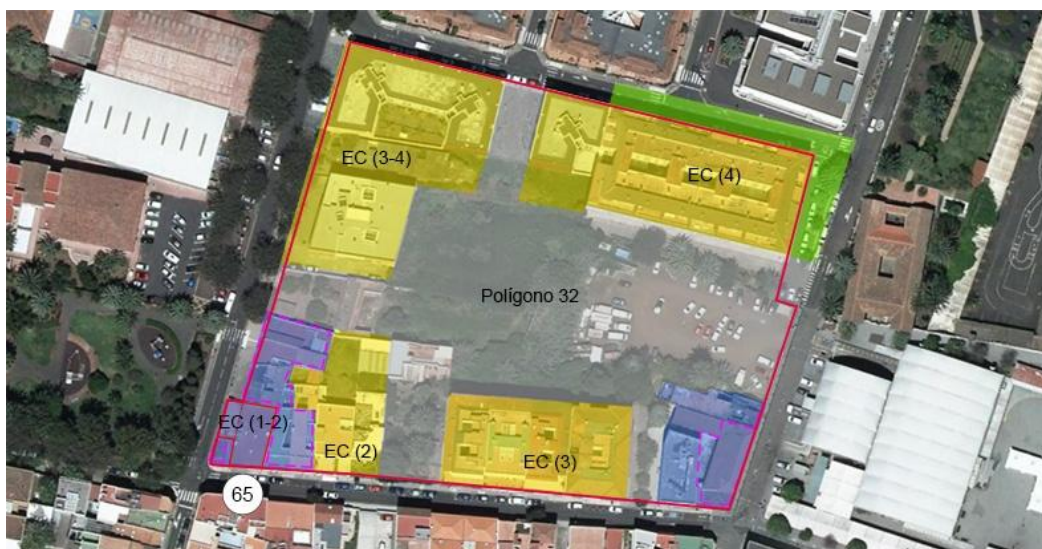 EC (3-4)
EC (4)
Polígono 32
EC (1-2)
EC (2)
EC (3)
65